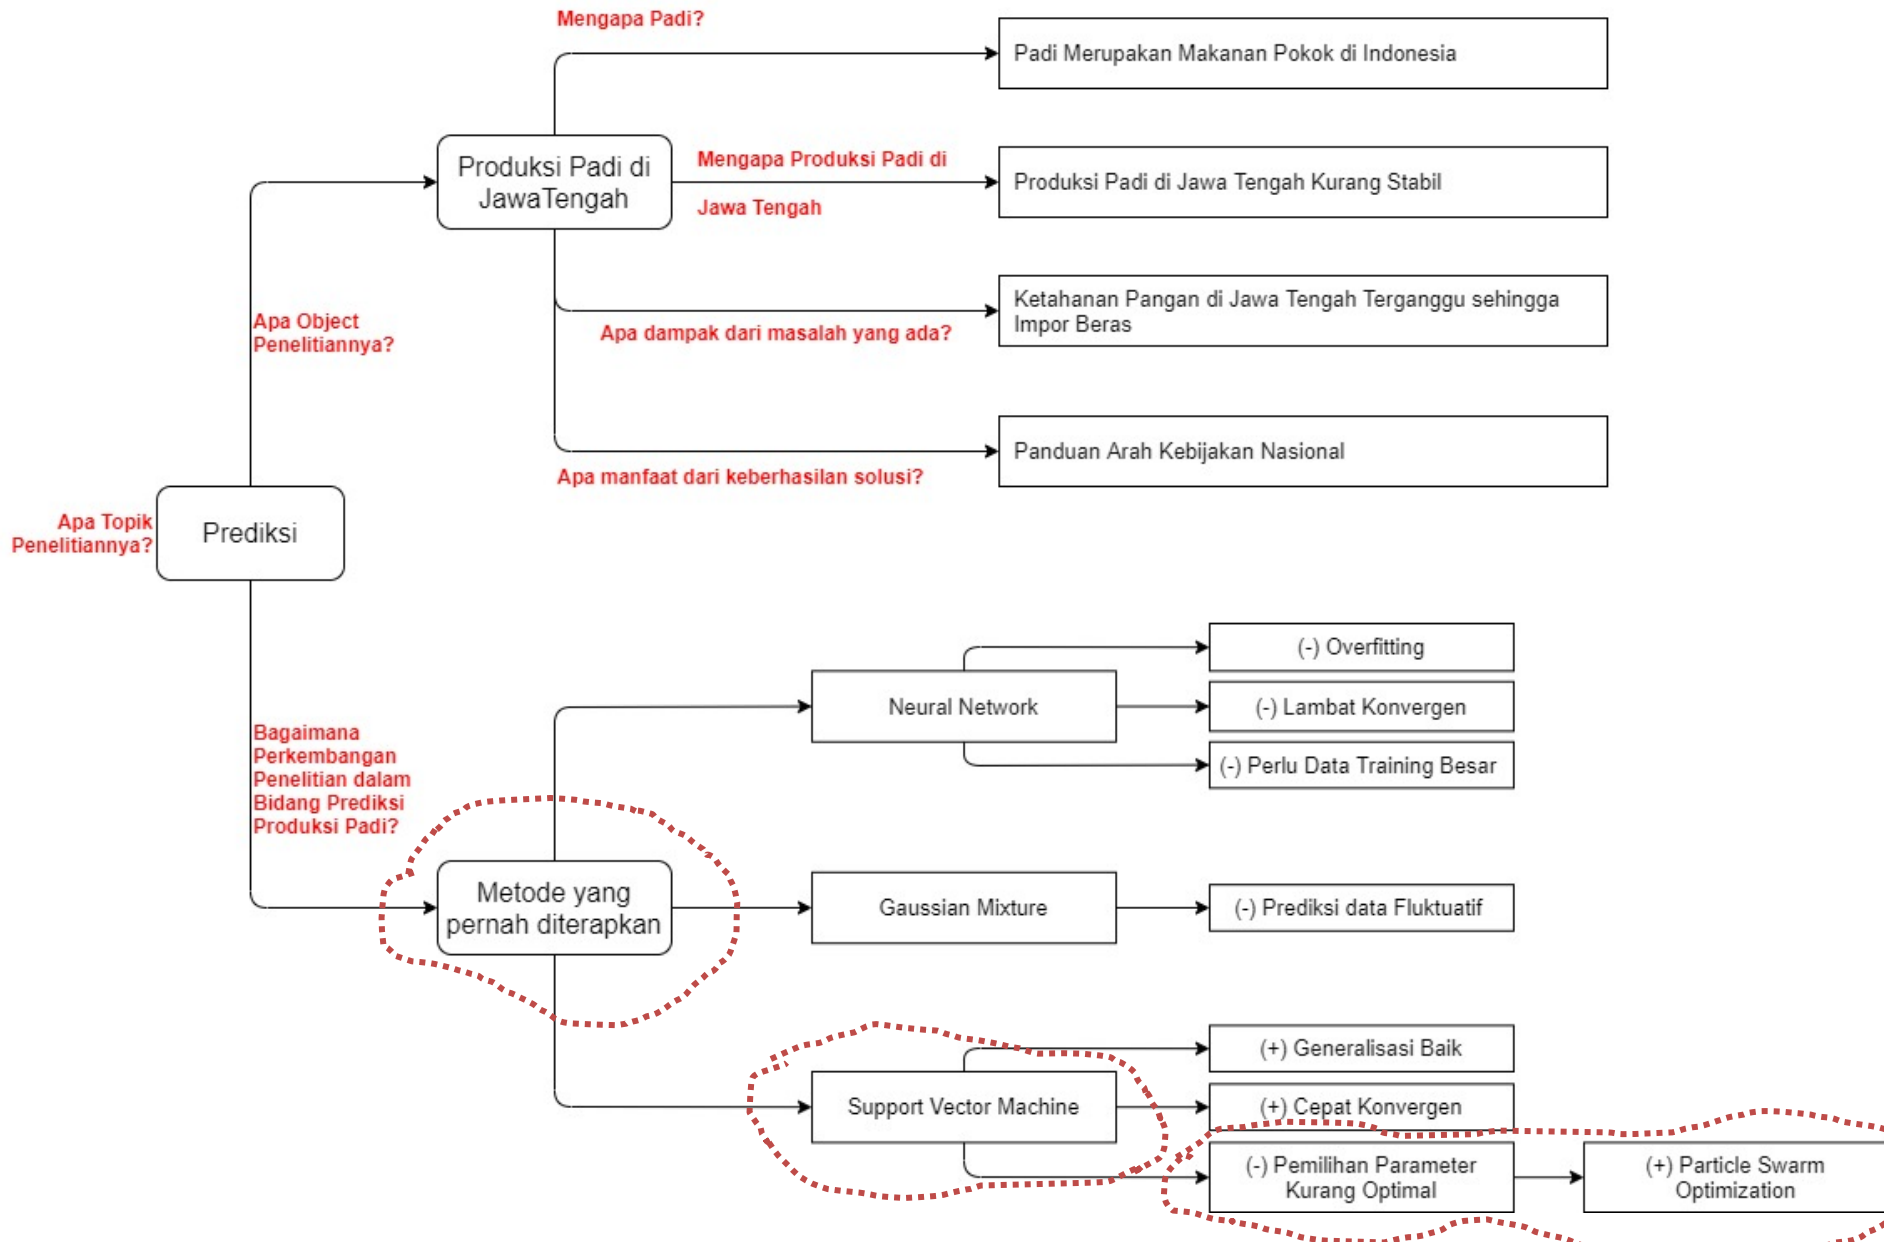 Mengapa Padi?
Padi Merupakan Makanan Pokok di Indonesia
Produksi Padi di
JawaTengah
Mengapa Produksi Padi di
Jawa Tengah
Produksi Padi di Jawa Tengah Kurang Stabil
Apa Object
Penelitiannya?
Ketahanan Pangan di Jawa Tengah Terganggu sehingga
Impor Beras
Apa dampak dari masalah yang ada?
Panduan Arah Kebijakan Nasional
Apa manfaat dari keberhasilan solusi?
Apa Topik
Penelitiannya?
Prediksi
Bagaimana
Perkembangan
Penelitian dalam
Bidang Prediksi
Produksi Padi?
Metode yang
pernah diterapkan
Neural Network
(-) Overfitting
(-) Lambat Konvergen
(-) Perlu Data Training Besar
Gaussian Mixture
(-) Prediksi data Fluktuatif
Support Vector Machine
(+) Generalisasi Baik
(+) Cepat Konvergen
(-) Pemilihan Parameter
Kurang Optimal
(+) Particle Swarm
Optimization